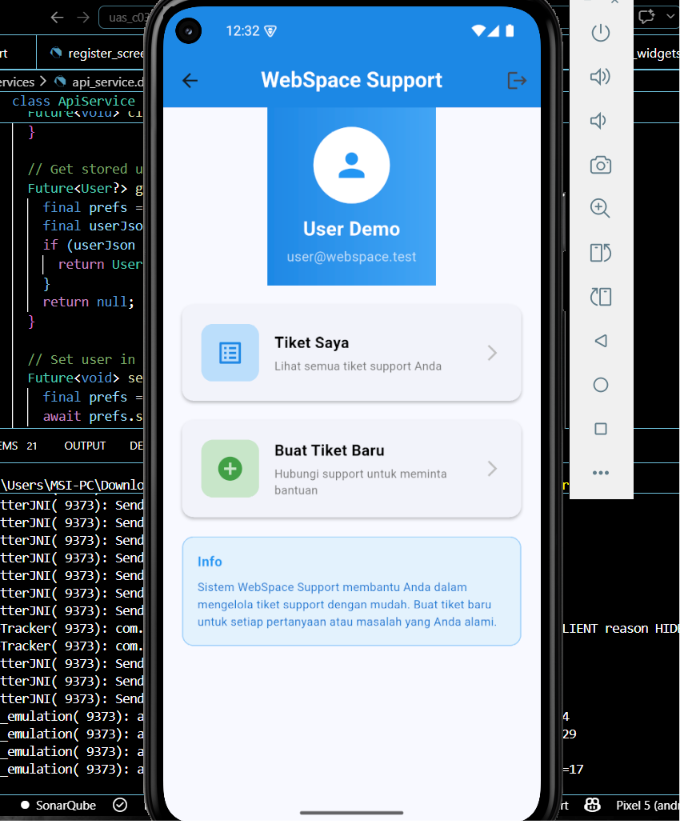 uas_c03
rt
register_scree
_widgets
ervices > api_service.d
class ApiService
Future<void> cl
}
// Get stored u
Future<User?> g
final prefs =
final userJso
if (userJson
return User
}
return null;
}
// Set user in
Future<void> se
final prefs =
await prefs.s
EMS 21 OUTPUT DE
\Users\MSI-PC\Downlo
tterJNI( 9373): Send
tterJNI( 9373): Send
tterJNI( 9373): Send
tterJNI( 9373): Send
tterJNI( 9373): Send
tterJNI( 9373): Send
tterJNI( 9373): Send
Tracker( 9373): com.
LIENT reason HID
Tracker( 9373): com.
tterJNI( 9373): Send
tterJNI( 9373): Send
tterJNI( 9373): Send
_emulation( 9373): a
4
_emulation( 9373): a
29
_emulation( 9373): a
_emulation( 9373): a
=17
SonarQube
rt
Pixel 5 (andr
12:32
WebSpace Support
User Demo
user@webspace.test
Tiket Saya
Lihat semua tiket support Anda
Buat Tiket Baru
Hubungi support untuk meminta
bantuan
Info
Sistem WebSpace Support membantu Anda dalam
mengelola tiket support dengan mudah. Buat tiket baru
untuk setiap pertanyaan atau masalah yang Anda alami.